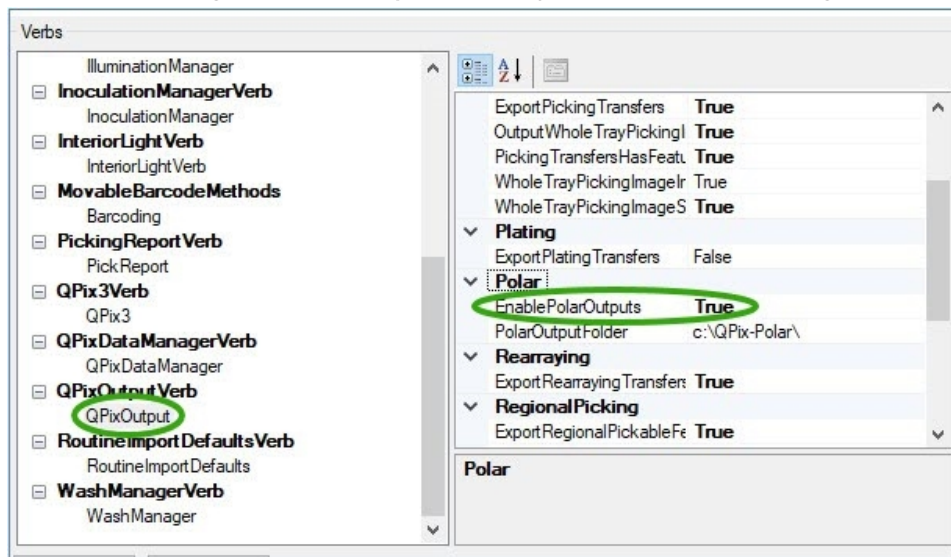 Verbs
IlluminationManager
InoculationManagerVerb
InoculationManager
InteriorLightVerb
InteriorLightVerb
MovableBarcodeMethods
Barcoding
PickingReportVerb
PickReport
QPix3Verb
QPix3
QPixDataManagerVerb
QPixDataManager
QPixOutputVerb
QPixOutput
RoutineImportDefaultsVerb
RoutineImportDefaults
WashManagerVerb
WashManager
ExportPickingTransfers True
OutputWholeTrayPickingI True
PickingTransfersHasFeatu True
WholeTrayPickingImageIr True
WholeTrayPickingImageS True
Plating
ExportPlatingTransfers False
Polar
EnablePolarOutputs True
PolarOutputFolder c:\QPix-Polar\
Rearraying
ExportRearrayingTransfers True
RegionalPicking
ExportRegionalPickableFe True
Polar